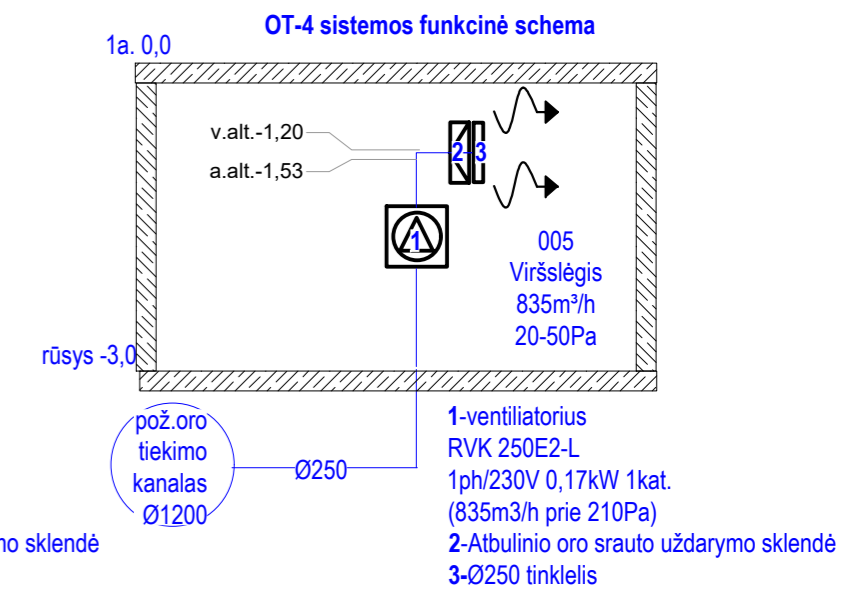 OT-4 sistemos funkcinė schema
1a. 0,0
v.alt.-1,20
a.alt.-1,53
2
3
1
005
Viršslėgis
835m³/h
20-50Pa
rūsys -3,0
pož.oro
tiekimo
kanalas
Ø1200
Ø250
1-ventiliatorius
RVK 250E2-L
1ph/230V 0,17kW 1kat.
(835m3/h prie 210Pa)
2-Atbulinio oro srauto uždarymo sklendė
3-Ø250 tinklelis
mo sklendė